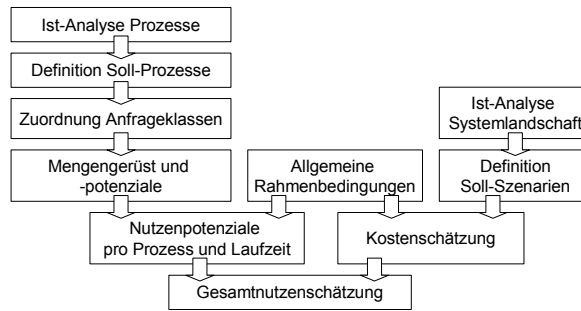 Ist-Analyse Prozesse
Definition Soll-Prozesse
Zuordnung Anfrageklassen
Ist-Analyse
Systemlandschaft
Mengengerüst und
-potenziale
Allgemeine
Rahmenbedingungen
Definition
Soll-Szenarien
Nutzenpotenziale
pro Prozess und Laufzeit
Kostenschätzung
Gesamtnutzenschätzung